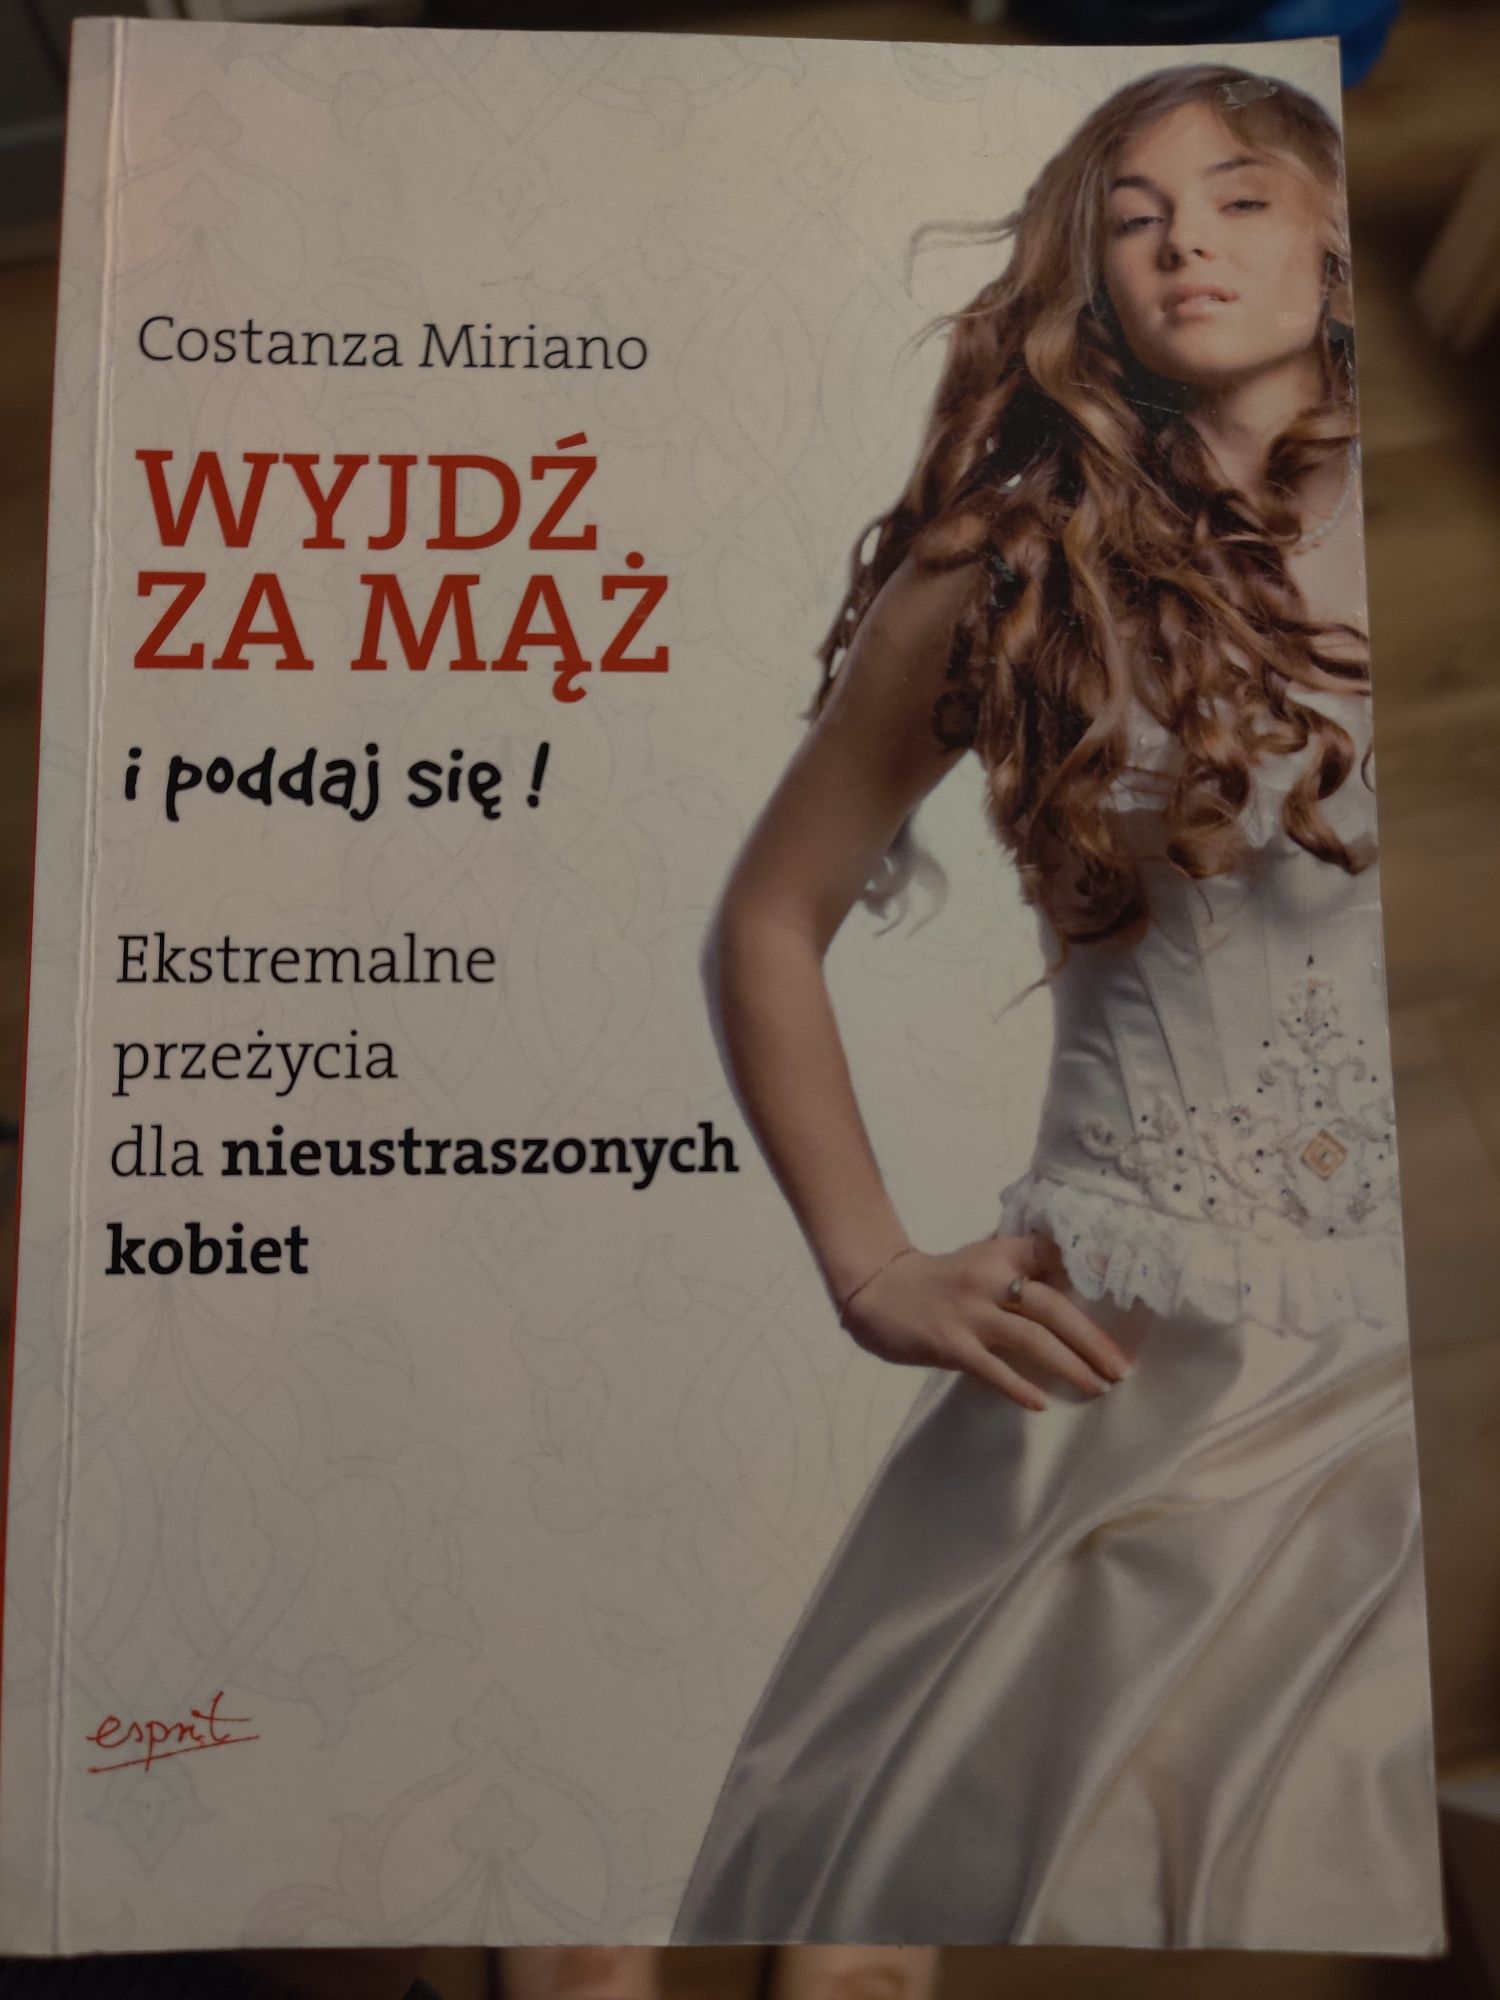 Costanza Miriano
WYJDŹ
ZA MĄŻ
i poddaj się !
Ekstremalne
przeżycia
dla nieustraszonych
kobiet
esprit